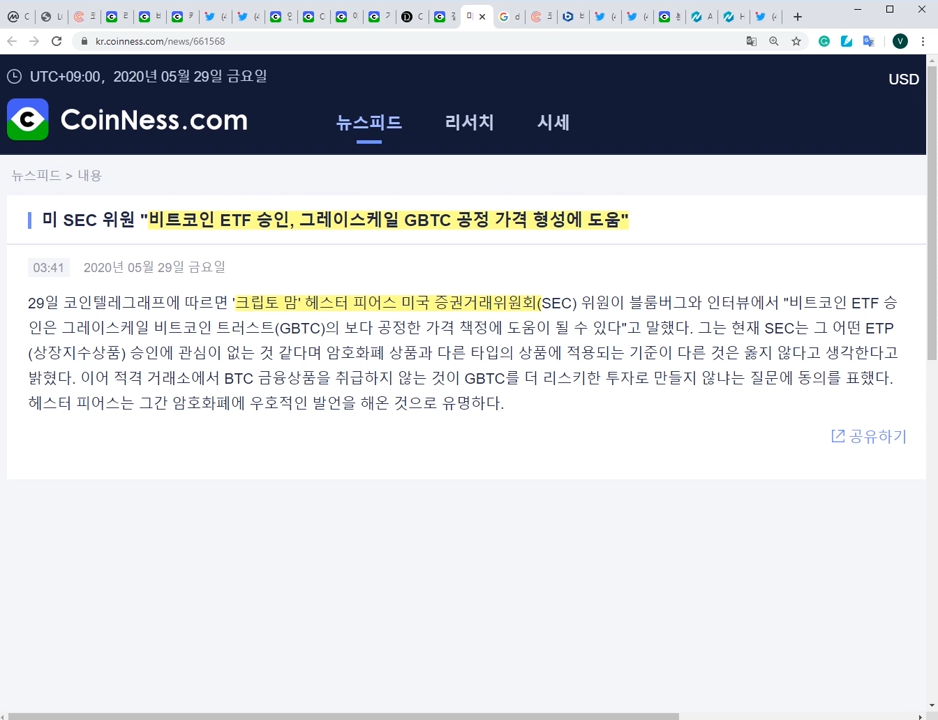 kr.coinness.com/news/661568
UTC+09:00, 2020년 05월 29일 금요일
USD
CoinNess.com
뉴스피드 리서치 시세
뉴스피드 > 내용
미 SEC 위원 "비트코인 ETF 승인, 그레이스케일 GBTC 공정 가격 형성에 도움"
03:41 2020년 05월 29일 금요일
29일 코인텔레그래프에 따르면 '크립토 맘' 헤스터 피어스 미국 증권거래위원회(SEC) 위원이 블룸버그와 인터뷰에서 "비트코인 ETF 승
인은 그레이스케일 비트코인 트러스트(GBTC)의 보다 공정한 가격 책정에 도움이 될 수 있다"고 말했다. 그는 현재 SEC는 그 어떤 ETP
(상장지수상품) 승인에 관심이 없는 것 같다며 암호화폐 상품과 다른 타입의 상품에 적용되는 기준이 다른 것은 옳지 않다고 생각한다고
밝혔다. 이어 적격 거래소에서 BTC 금융상품을 취급하지 않는 것이 GBTC를 더 리스키한 투자로 만들지 않냐는 질문에 동의를 표했다.
헤스터 피어스는 그간 암호화폐에 우호적인 발언을 해온 것으로 유명하다.
공유하기